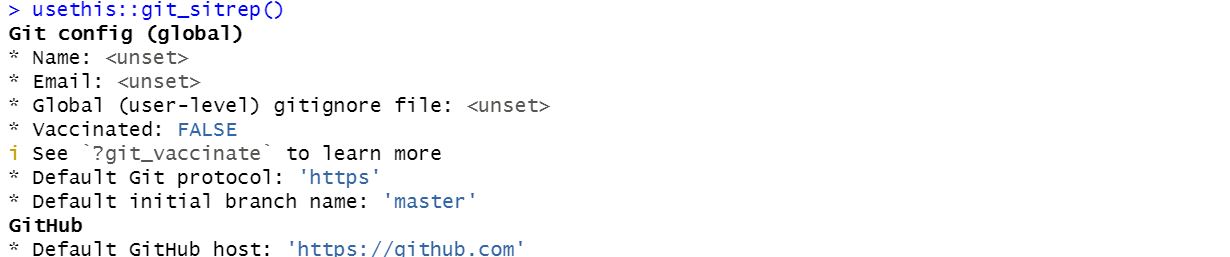 > usethis::git_sitrep()
Git config (global)
* Name: <unset>
* Email: <unset>
* Global (user-level) gitignore file: <unset>
* Vaccinated: FALSE
i See `?git_vaccinate` to learn more
* Default Git protocol: 'https'
* Default initial branch name: 'master'
GitHub
* Default GitHub host: 'https://github.com'